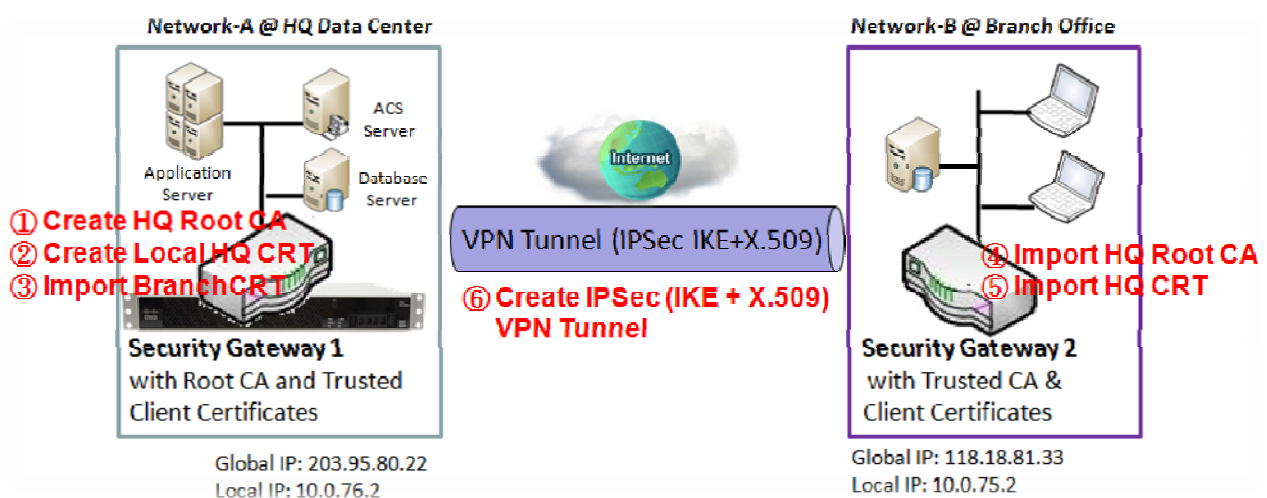 Network-A @ HQ Data Center
ACS
Server
Application
Server
Database
Server
① Create HQ Root CA
② Create Local HQ CRT
③ Import BranchCRT
Security Gateway 1
with Root CA and Trusted
Client Certificates
Global IP: 203.95.80.22
Local IP: 10.0.76.2
Internet
VPN Tunnel (IPSec IKE+X.509)
⑥ Create IPSec (IKE + X.509)
VPN Tunnel
Network-B @ Branch Office
④ Import HQ Root CA
⑤ Import HQ CRT
Security Gateway 2
with Trusted CA &
Client Certificates
Global IP: 118.18.81.33
Local IP: 10.0.75.2